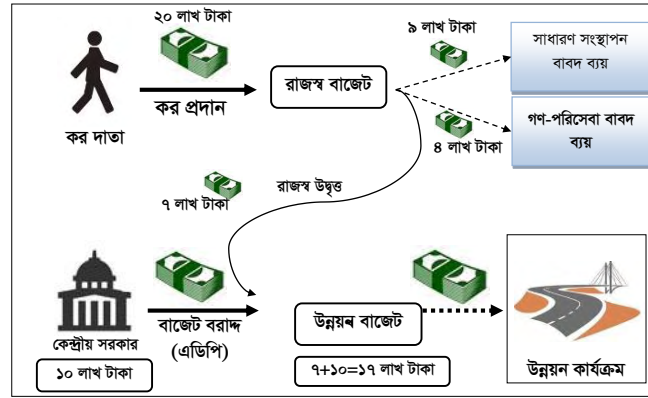 ২০ লাখ টাকা
কর দাতা
কর প্রদান
রাজস্ব বাজেট
৯ লাখ টাকা
সাধারণ সংস্থাপন
বাবদ ব্যয়
৪ লাখ টাকা
গণ-পরিসেবা বাবদ
ব্যয়
৭ লাখ টাকা
রাজস্ব উদ্বৃত্ত
কেন্দ্রীয় সরকার
১০ লাখ টাকা
বাজেট বরাদ্দ
(এডিপি)
উন্নয়ন বাজেট
৭+১০=১৭ লাখ টাকা
উন্নয়ন কার্যক্রম